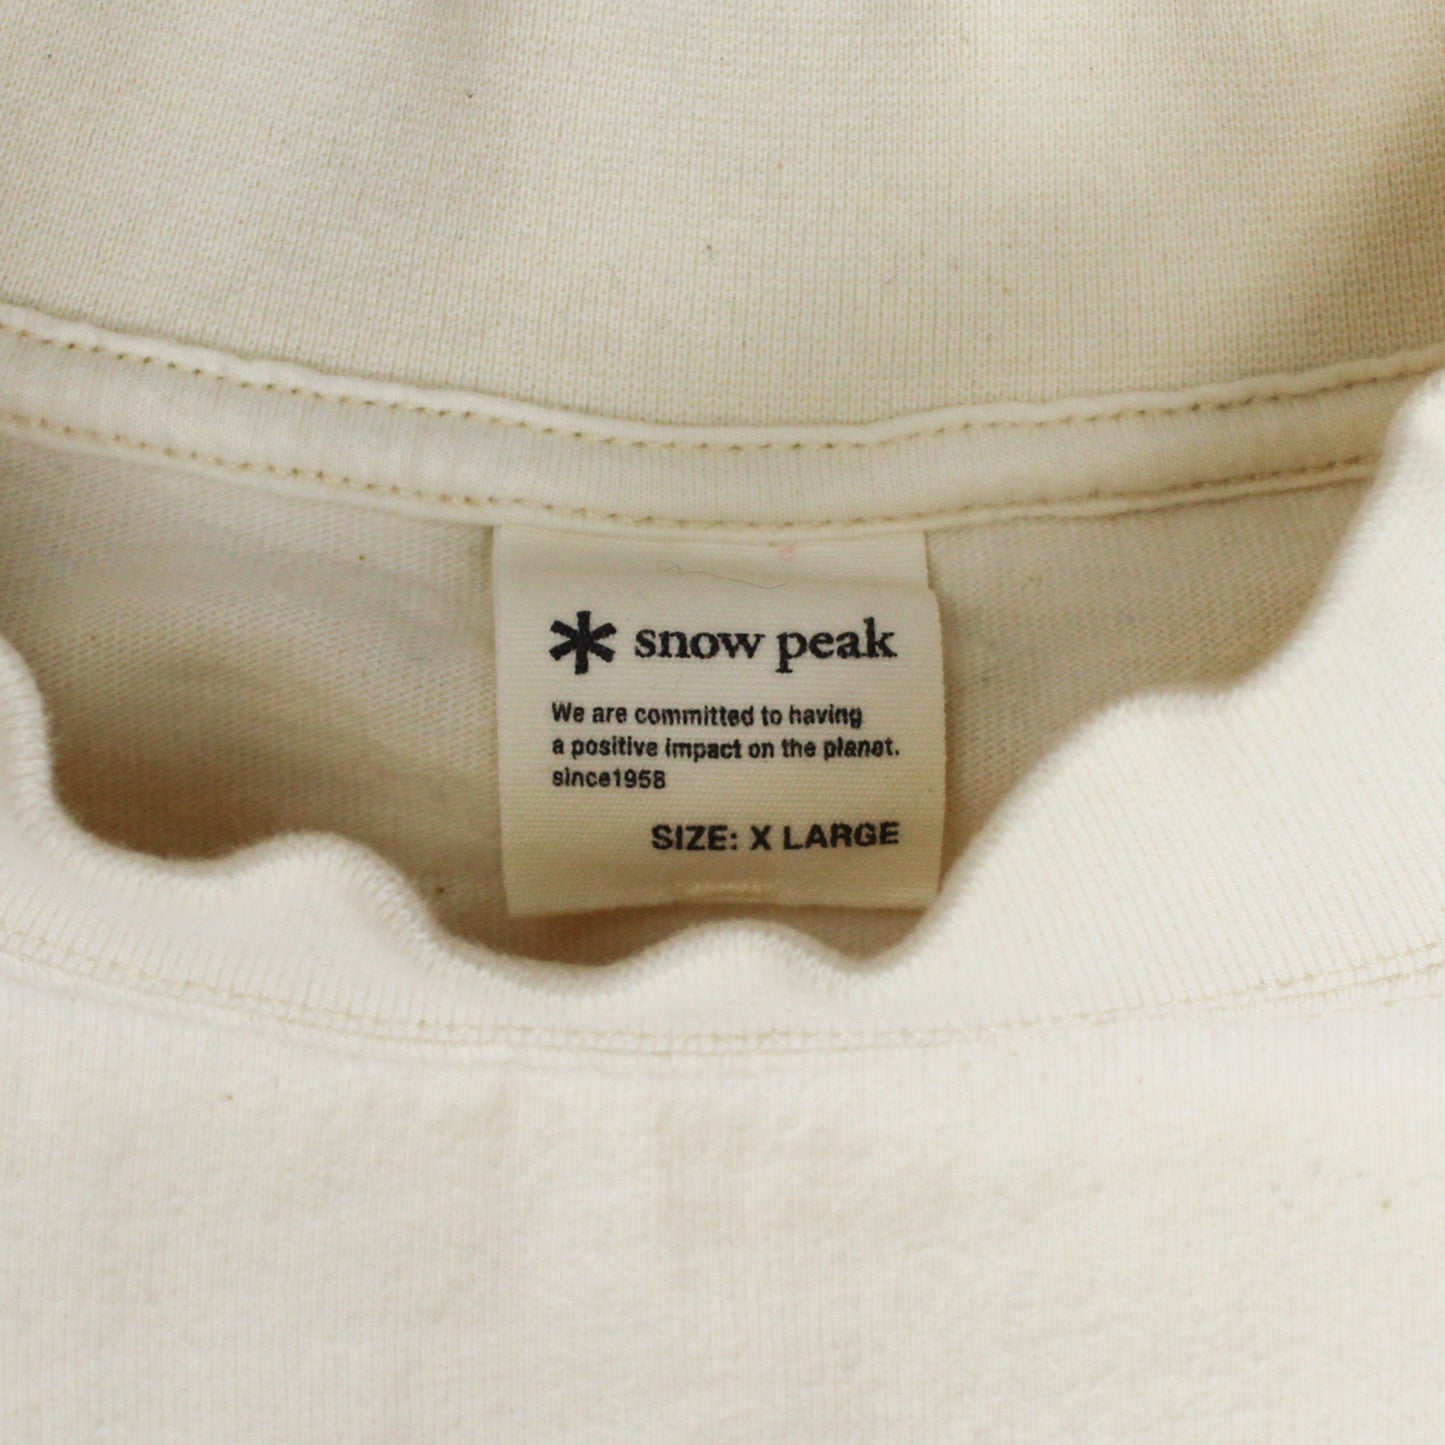 snow peak
We are committed to having
a positive impact on the planet.
since1958
SIZE: X LARGE